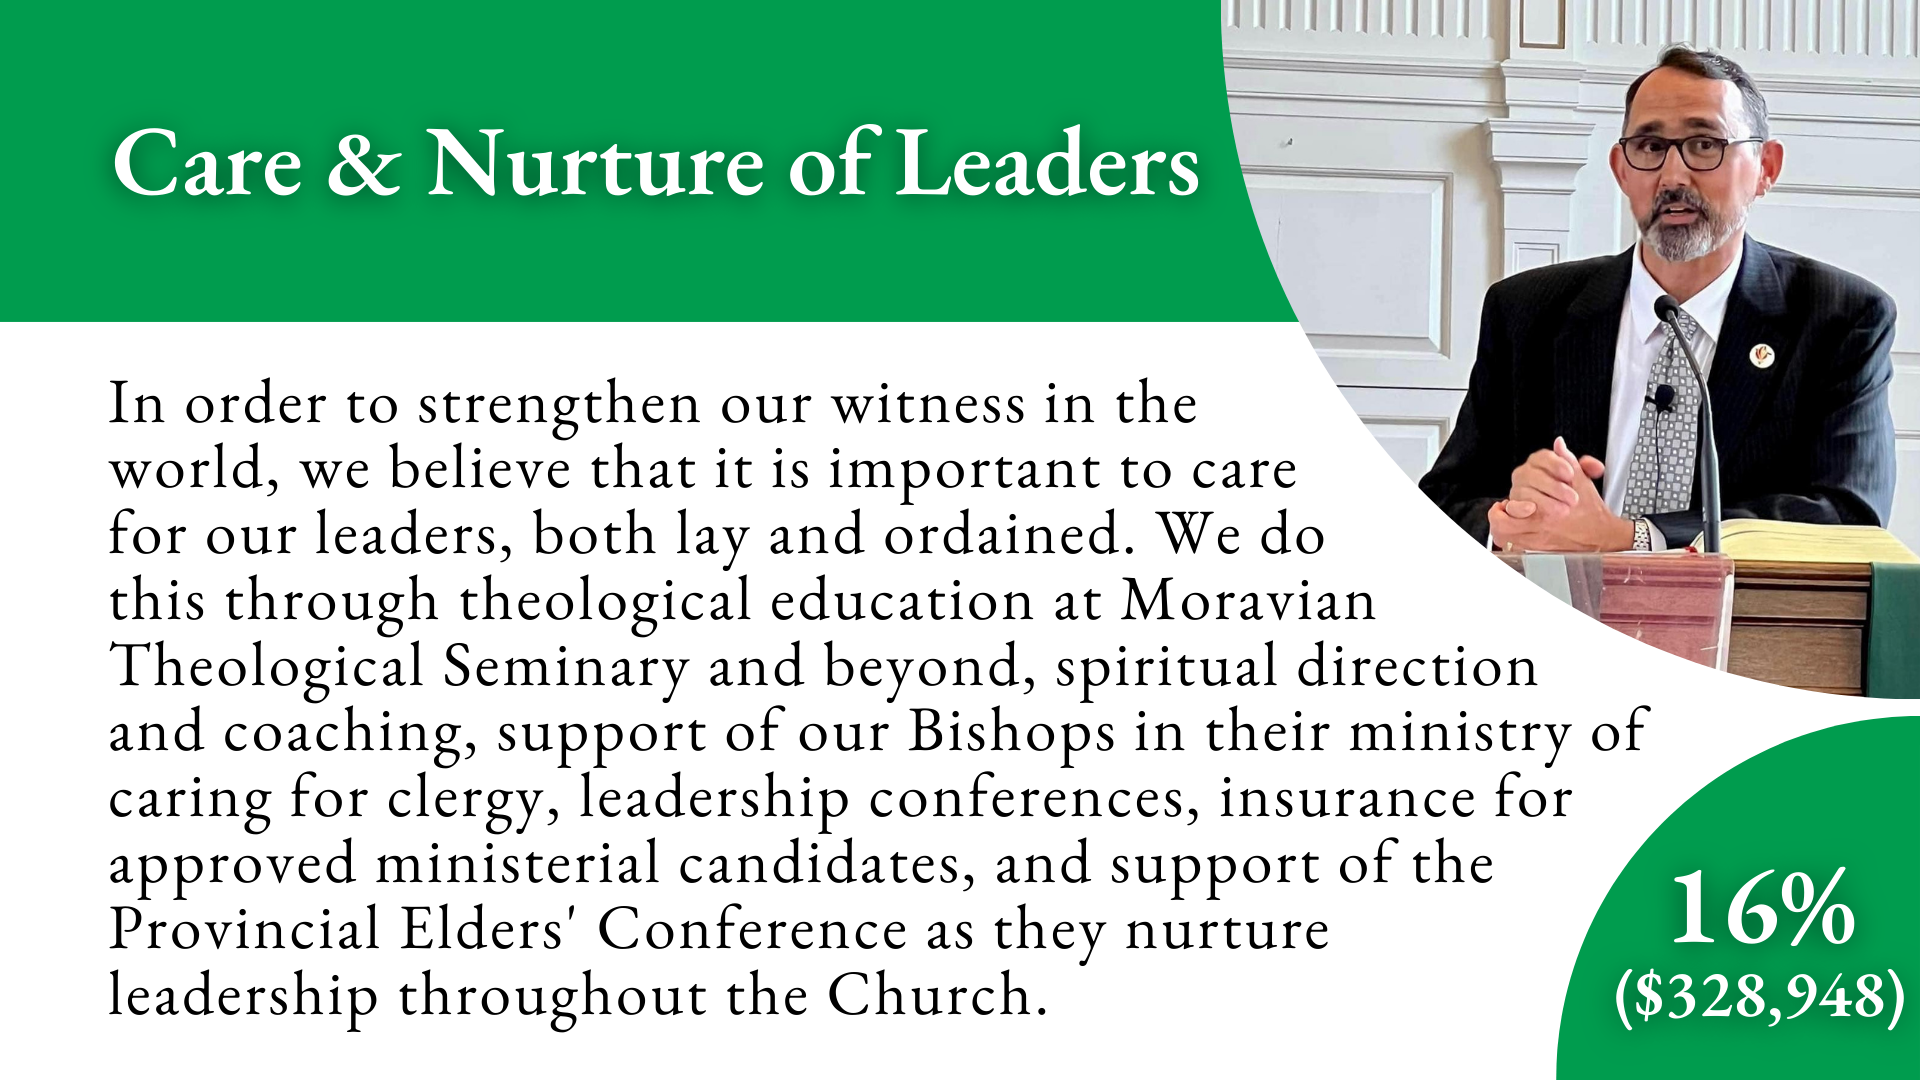 Care & Nurture of Leaders
In order to strengthen our witness in the
world, we believe that it is important to care
for our leaders, both lay and ordained. We do
this through theological education at Moravian
Theological Seminary and beyond, spiritual direction
and coaching, support of our Bishops in their ministry of
caring for clergy, leadership conferences, insurance for
approved ministerial candidates, and support of the
Provincial Elders' Conference as they nurture
leadership throughout the Church.
16%
($328,948)